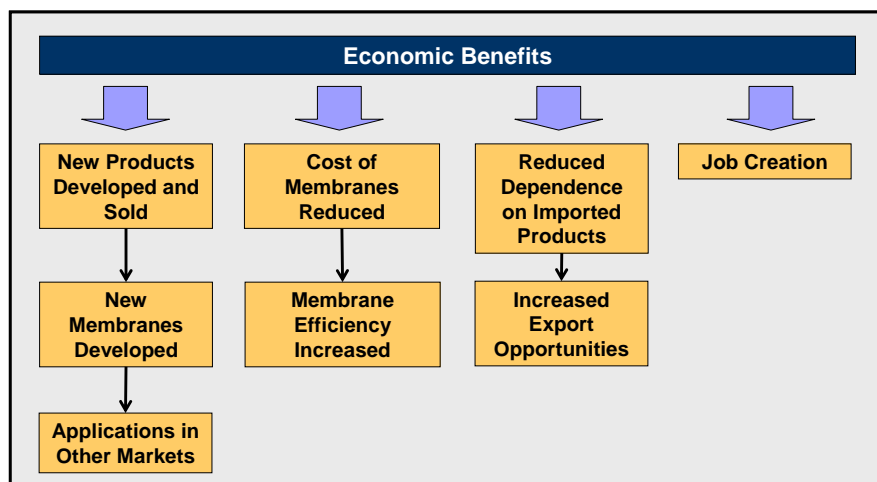 Economic Benefits
New Products
Developed and
Sold
Cost of
Membranes
Reduced
Reduced
Dependence
on Imported
Products
Job Creation
New
Membranes
Developed
Membrane
Efficiency
Increased
Increased
Export
Opportunities
Applications in
Other Markets